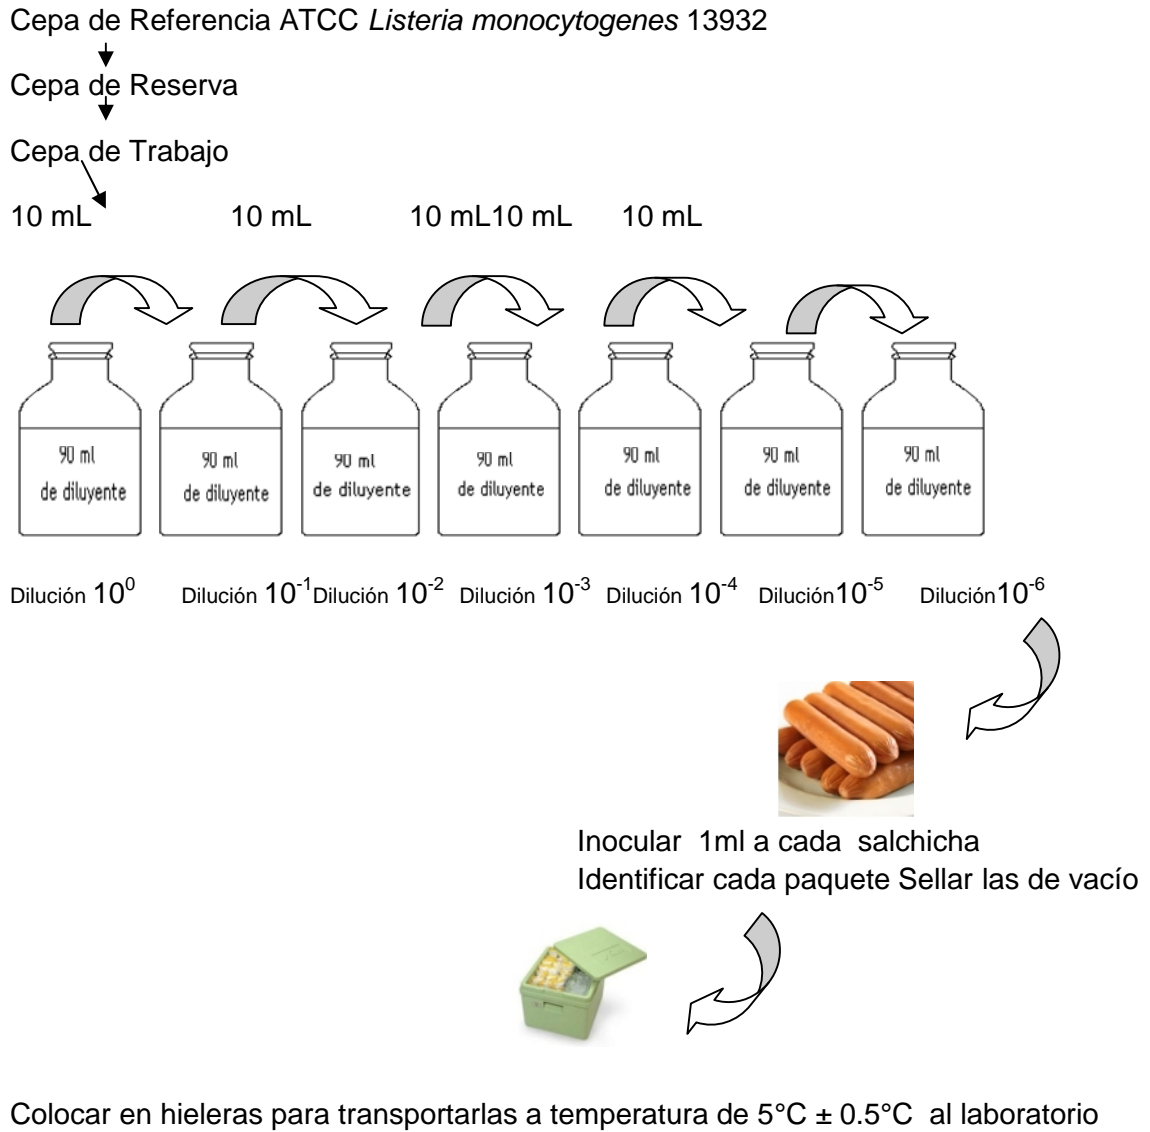 Cepa de Referencia ATCC Listeria monocytogenes 13932
Cepa de Reserva
Cepa de Trabajo
10 mL 10 mL 10 mL10 mL 10 mL
90 ml 90 ml 90 ml 90 ml 90 ml 90 ml 90 ml
de diluyente de diluyente de diluyente de diluyente de diluyente de diluyente de diluyente
Dilución 10⁰ Dilución 10⁻¹Dilución 10⁻² Dilución 10⁻³ Dilución 10⁻⁴ Dilución10⁻⁵ Dilución10⁻⁶
Inocular 1ml a cada salchicha
Identificar cada paquete Sellar las de vacío
Colocar en hieleras para transportarlas a temperatura de 5°C ± 0.5°C al laboratorio